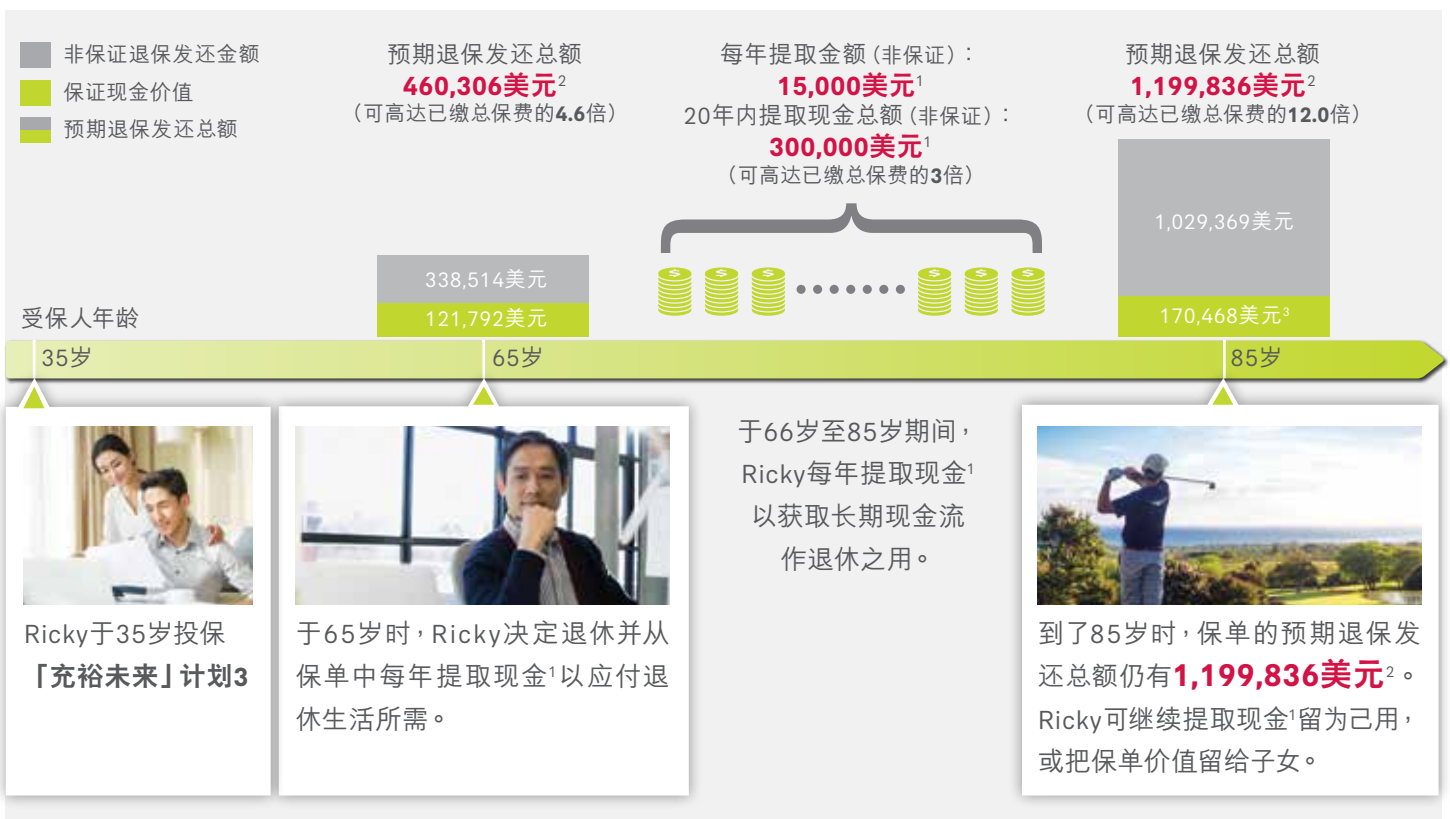 非保证退保发还金额
保证现金价值
预期退保发还总额
预期退保发还总额
460,306美元2
（可高达已缴总保费的4.6倍）
每年提取金额（非保证）：
15,000美元1
20年内提取现金总额（非保证）：
300,000美元1
（可高达已缴总保费的3倍）
预期退保发还总额
1,199,836美元2
（可高达已缴总保费的12.0倍）
338,514美元
121,792美元
1,029,369美元
170,468美元3
受保人年龄
35岁
65岁
85岁
Ricky于35岁投保
「充裕未来」计划3
于65岁时，Ricky决定退休并从
保单中每年提取现金1以应付退
休生活所需。
于66岁至85岁期间，
Ricky每年提取现金1
以获取长期现金流
作退休之用。
到了85岁时，保单的预期退保发
还总额仍有1,199,836美元2。
Ricky可继续提取现金1留为己用，
或把保单价值留给子女。